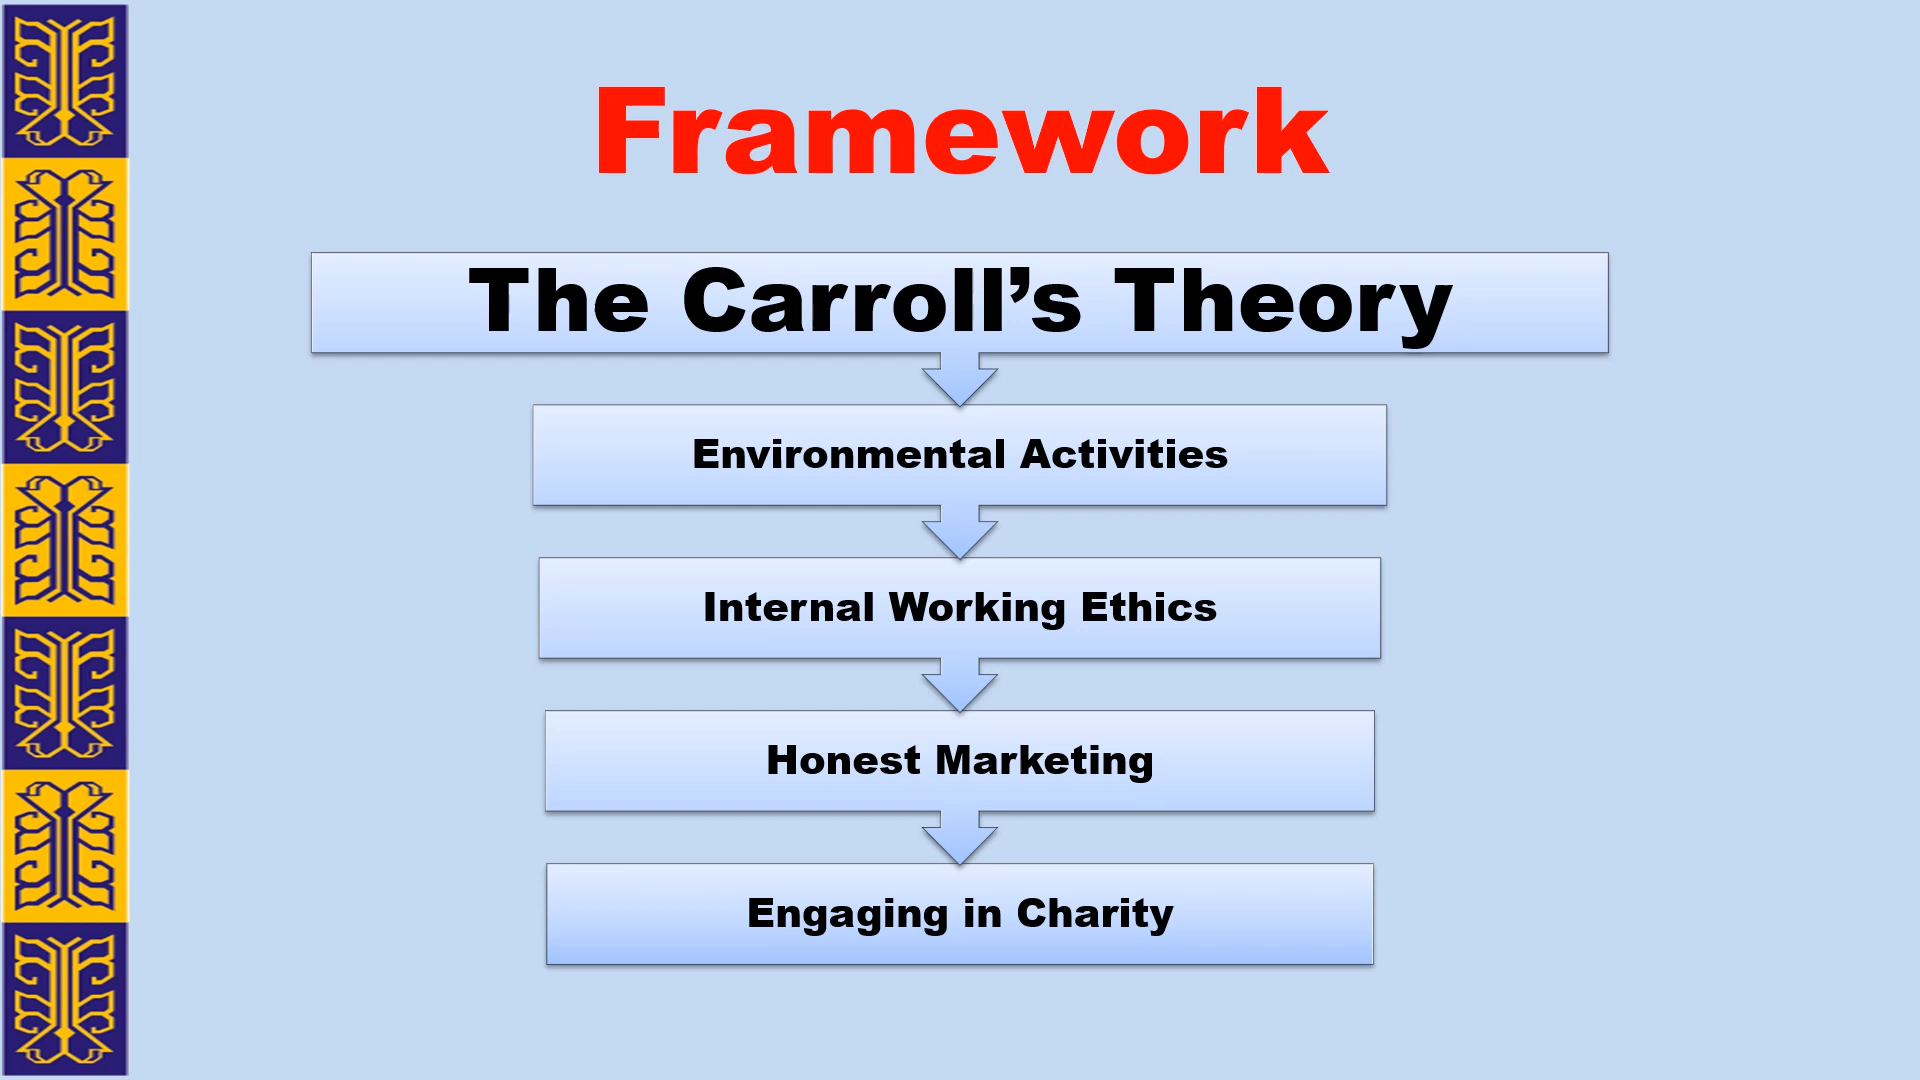 Framework
The Carroll’s Theory
Environmental Activities
Internal Working Ethics
Honest Marketing
Engaging in Charity